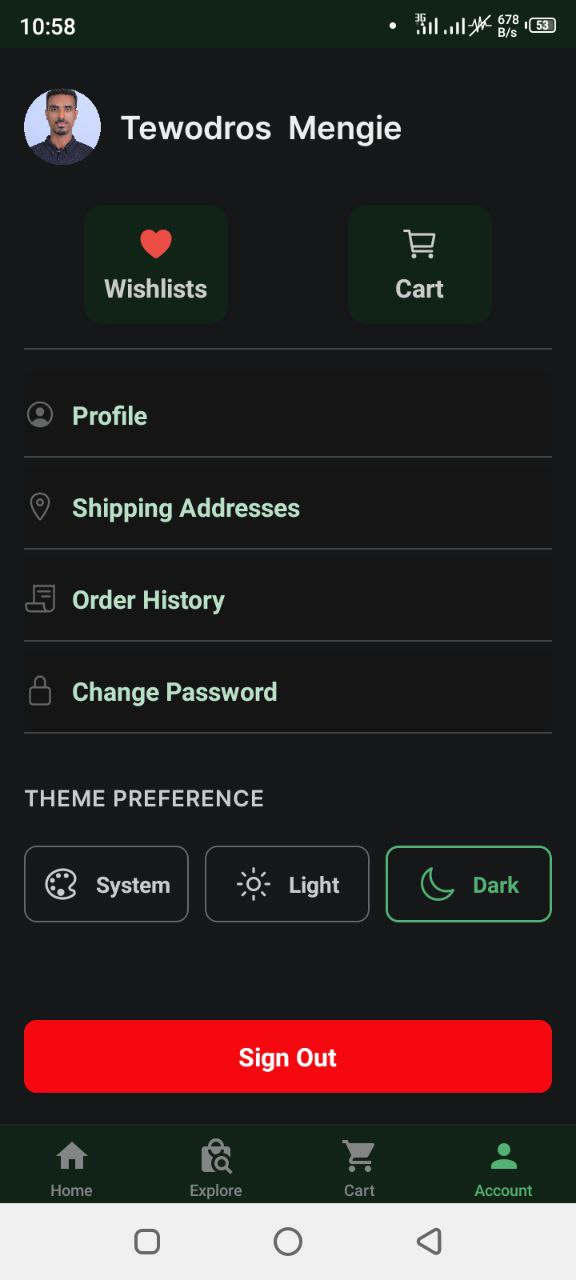 10:58
3G
678
B/s
53
Tewodros Mengie
Wishlists
Cart
Profile
Shipping Addresses
Order History
Change Password
THEME PREFERENCE
System
Light
Dark
Sign Out
Home
Explore
Cart
Account